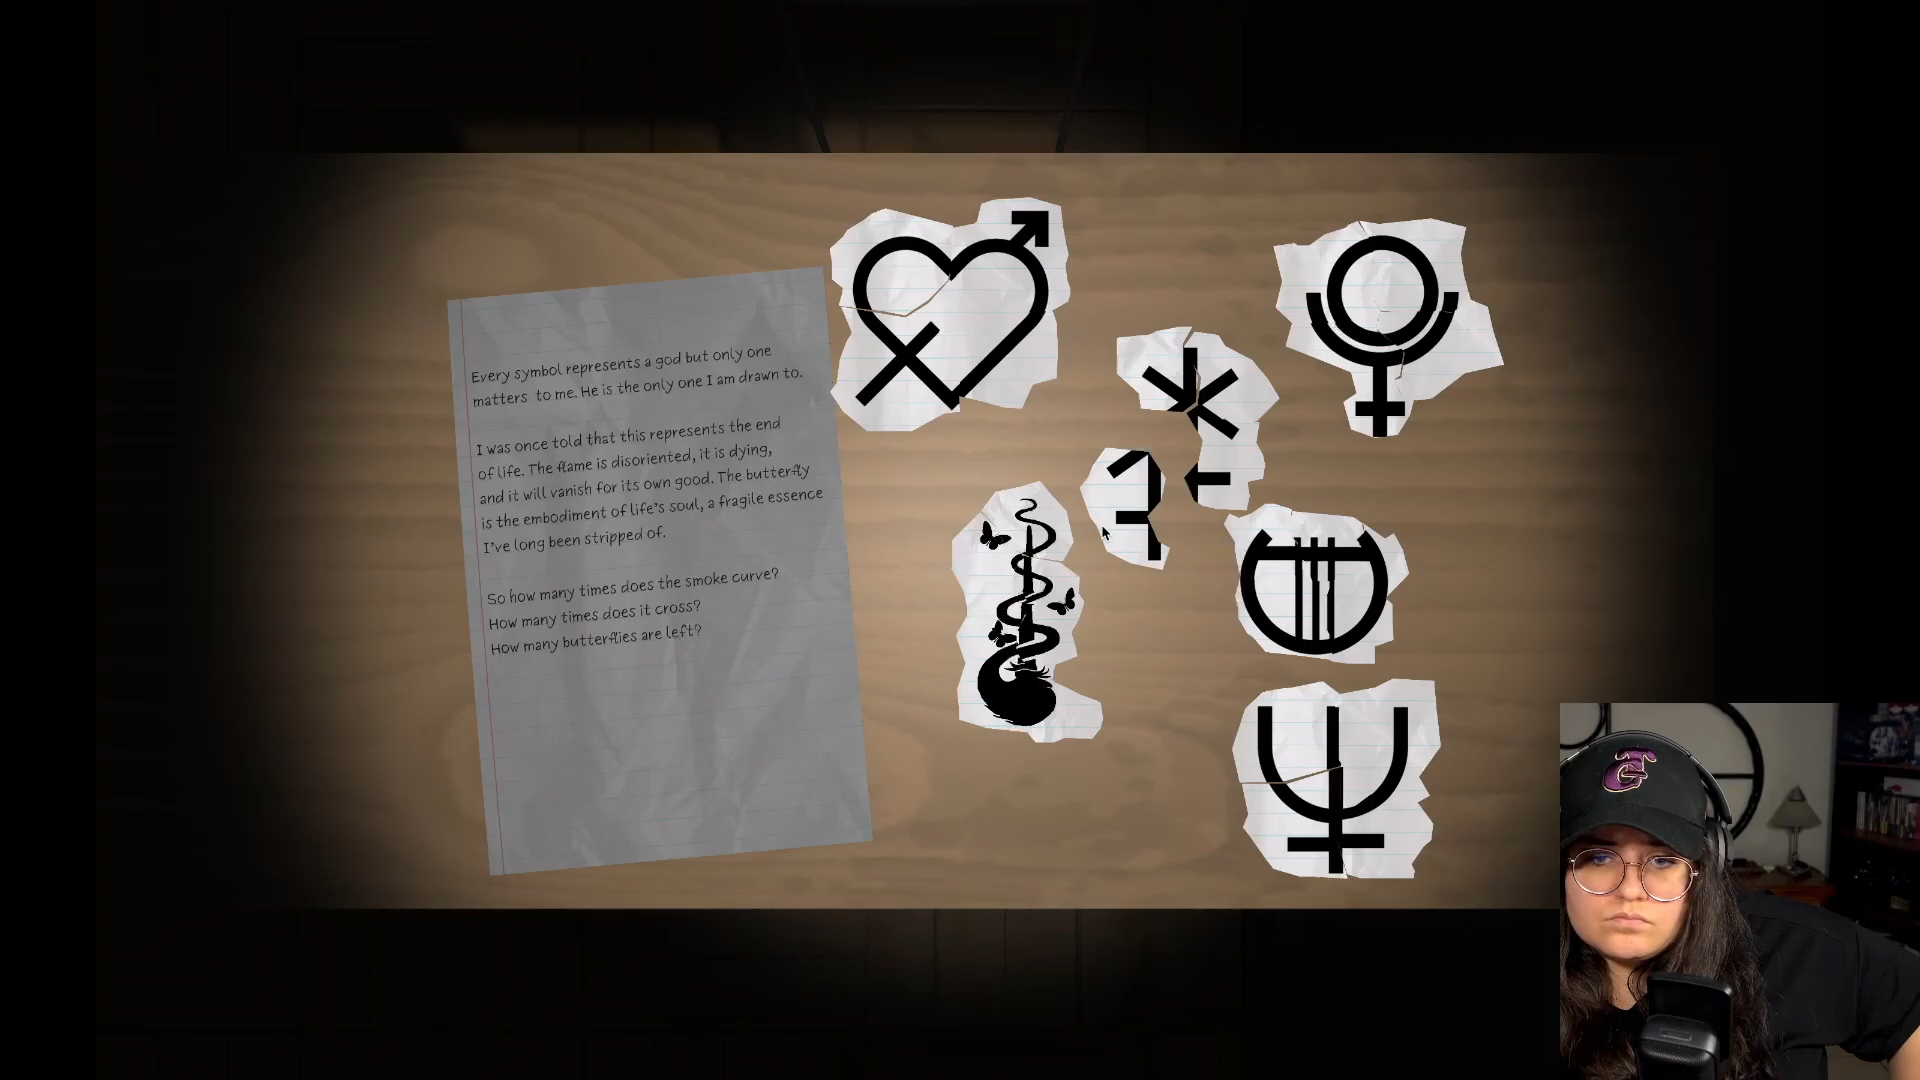 Every symbol represents a god but only one
matters to me. He is the only one I am drawn to.
I was once told that this represents the end
of life. The flame is disoriented, it is dying,
and it will vanish for its own good. The butterfly
is the embodiment of life's soul, a fragile essence
I've long been stripped of.
So how many times does the smoke curve?
How many times does it cross?
How many butterflies are left?